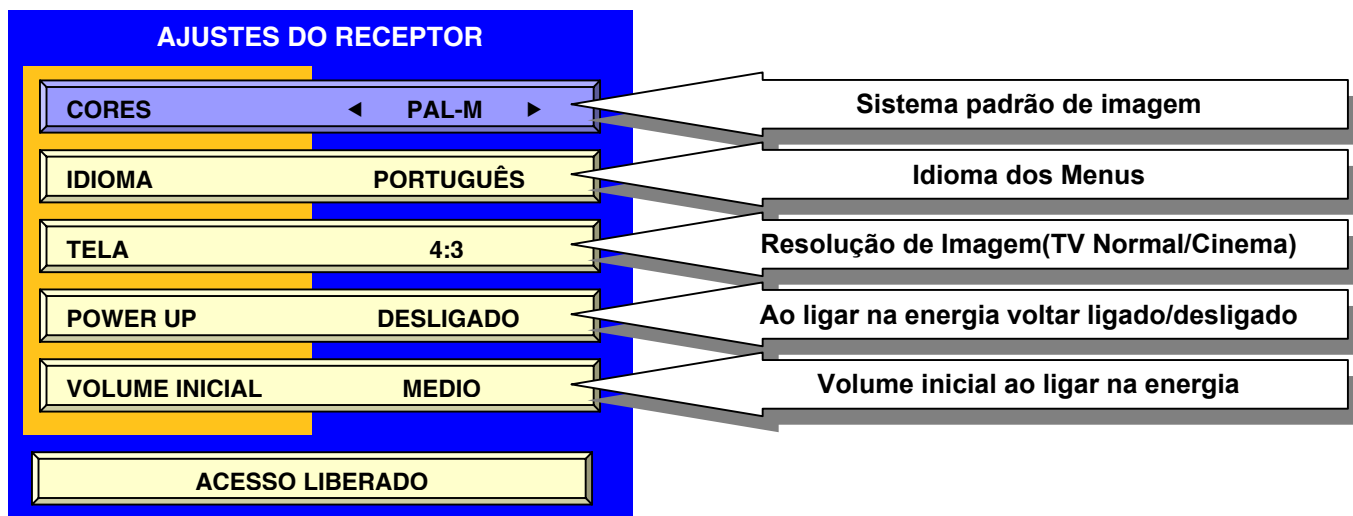 AJUSTES DO RECEPTOR
CORES ◄ PAL-M ► Sistema padrão de imagem
IDIOMA PORTUGUÊS Idioma dos Menus
TELA 4:3 Resolução de Imagem(TV Normal/Cinema)
POWER UP DESLIGADO Ao ligar na energia voltar ligado/desligado
VOLUME INICIAL MEDIO Volume inicial ao ligar na energia
ACESSO LIBERADO